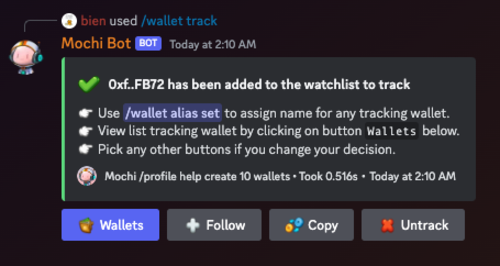 bien used /wallet track
Mochi Bot BOT Today at 2:10 AM
0xf..FB72 has been added to the watchlist to track
Use /wallet alias set to assign name for any tracking wallet.
View list tracking wallet by clicking on button Wallets below.
Pick any other buttons if you change your decision.
Mochi /profile help create 10 wallets • Took 0.516s • Today at 2:10 AM
Wallets Follow Copy Untrack